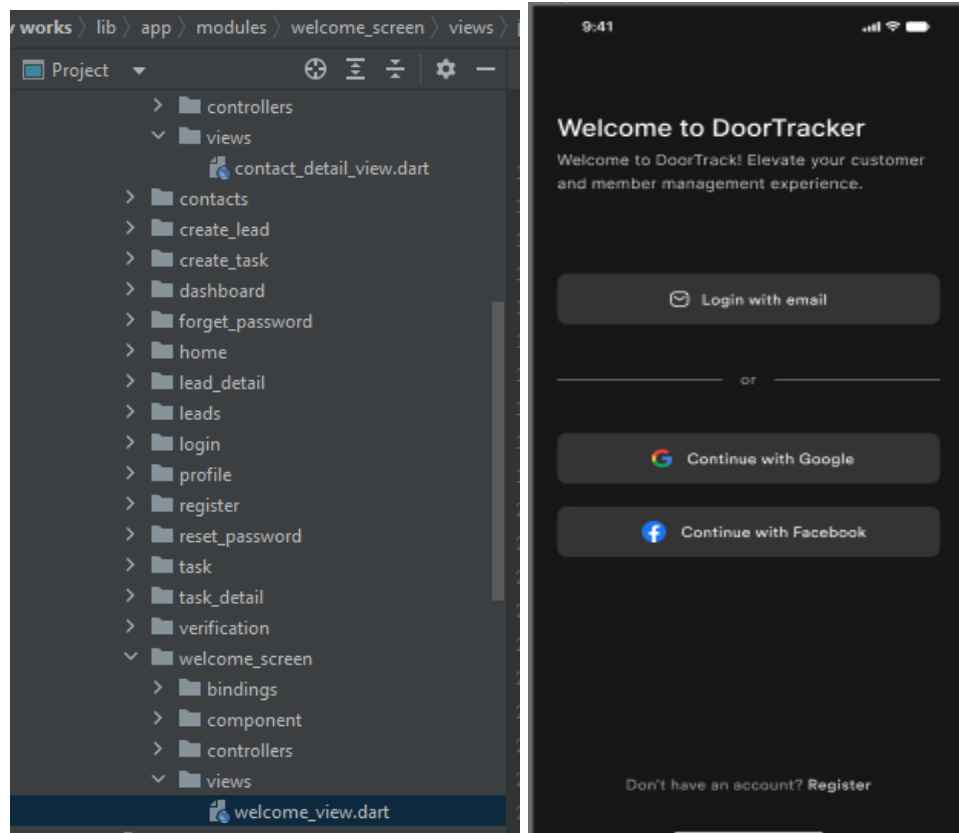 works 〉 lib 〉 app 〉 modules 〉 welcome_screen 〉 views 〉
Project
controllers
views
contact_detail_view.dart
contacts
create_lead
create_task
dashboard
forget_password
home
lead_detail
leads
login
profile
register
reset_password
task
task_detail
verification
welcome_screen
bindings
component
controllers
views
welcome_view.dart
9:41
Welcome to DoorTracker
Welcome to DoorTrack! Elevate your customer
and member management experience.
Login with email
or
Continue with Google
Continue with Facebook
Don't have an account? Register